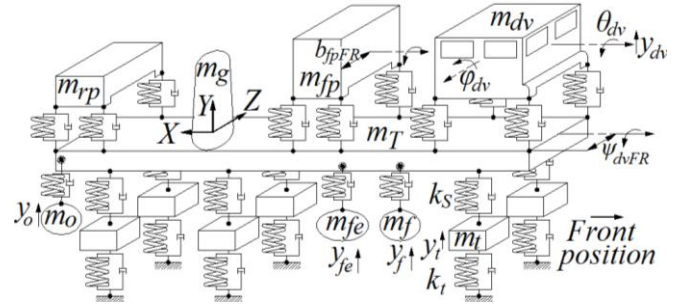 m_dv
θ_dv
y_dv
b_fpFR
φ_dv
m_rp
m_g
m_fp
Y
Z
X
m_T
ψ_dvFR
y_o
m_o
m_fe
m_f
y_fe
y_f
k_S
y_t
m_t
k_t
Front
position